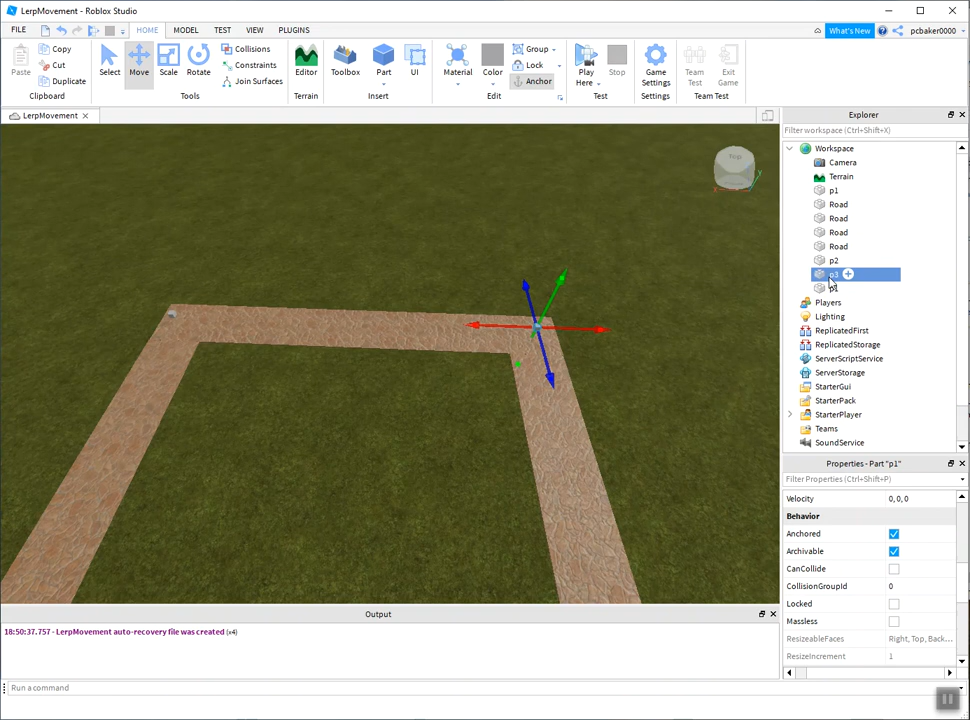 LerpMovement - Roblox Studio
FILE HOME MODEL TEST VIEW PLUGINS What's New pcbaker0000
Paste Copy Cut Duplicate Select Move Scale Rotate Collisions Constraints Join Surfaces Editor Toolbox Part UI Material Color Group Lock Anchor Play Here Stop Game Settings Team Test Exit Game
Clipboard Tools Terrain Insert Edit Test Settings Team Test
LerpMovement
Top
Explorer
Filter workspace (Ctrl+Shift+X)
Workspace
Camera
Terrain
p1
Road
Road
Road
Road
p2
p3
Players
Lighting
ReplicatedFirst
ReplicatedStorage
ServerScriptService
ServerStorage
StarterGui
StarterPack
StarterPlayer
Teams
SoundService
Properties - Part "p1"
Filter Properties (Ctrl+Shift+P)
Velocity 0, 0, 0
Behavior
Anchored
Archivable
CanCollide
CollisionGroupId 0
Locked
Massless
ResizeableFaces Right, Top, Back...
ResizeIncrement 1
Output
18:50:37.757 - LerpMovement auto-recovery file was created (x4)
Run a command